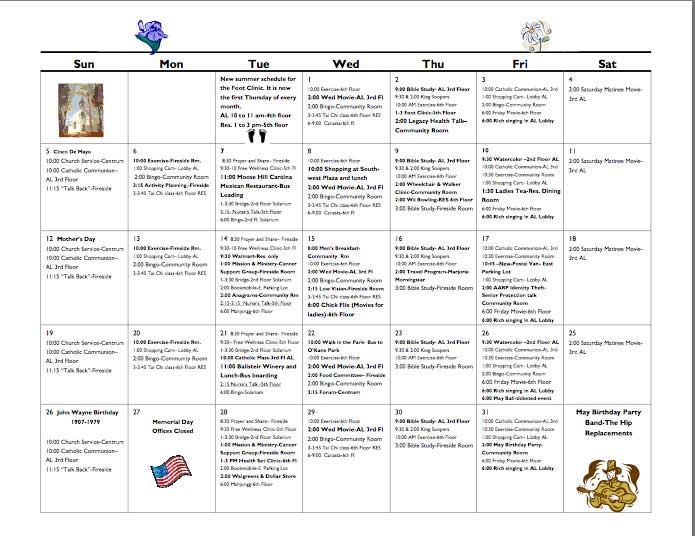 Sun
Mon
Tue
Wed
Thu
Fri
Sat
New summer schedule for
the Foot Clinic. It is now
the first Thursday of every
month.
AL 10 to 11 am-4th floor
Res. 1 to 3 pm-5th floor
1
10:00 Exercise-6th Floor
2:00 Wed Movie-AL 3rd Fl
2:00 Bingo-Community Room
3-3:45 Tai Chi class-6th Floor RES
6-9:00 Canasta-6th Fl
2
9:00 Bible Study- AL 3rd Floor
9:30 & 2:00 King Soopers
10:00 AM Exercise-6th Floor
1-3 Foot Clinic-5th Floor
2:00 Legacy Health Talk-
Community Room
3
10:00 Catholic Communion-AL 3rd
1:00 Shopping Cart- Lobby AL
2:00 Bingo-Community Room
6:00 Friday Movie-6th Floor
6:00 Rich singing in AL Lobby
4
2:00 Saturday Matinee Movie-
3rd AL
5 Cinco De Mayo
10:00 Church Service-Centrum
10:00 Catholic Communion-
AL 3rd Floor
11:15 "Talk Back"-Fireside
6
10:00 Exercise-Fireside Rm.
1:00 Shopping Cart- Lobby AL
2:00 Bingo-Community Room
3:15 Activity Planning-Fireside
3-3:45 Tai Chi class-6th Floor RES
7
8:30 Prayer and Share- Fireside
9:30-10 Free Wellness Clinic-5th Fl
11:00 Moose Hill Cantina
Mexican Restaurant-Bus
Loading
1-3:30 Bridge-2nd Floor Solarium
2:15- Nurse's Talk-5th Floor
6:00 Bingo-2nd Fl. Solarium
8
10:00 Exercise-6th Floor
10:00 Shopping at South-
west Plaza and lunch
2:00 Wed Movie-AL 3rd Fl
2:00 Bingo-Community Room
3-3:45 Tai Chi class-6th Floor RES
6-9:00 Canasta-6th Fl
9
9:00 Bible Study- AL 3rd Floor
9:30 & 2:00 King Soopers
10:00 AM Exercise-6th Floor
2:00 Wheelchair & Walker
Clinic-Community Room
2:00 Wii Bowling-RES 6th Floor
3:00 Bible Study-Fireside Room
10
9:30 Watercolor -2nd Floor AL
10:00 Catholic Communion-AL, 3rd
10:30 Exercise-Fireside Room
1:00 Shopping Cart- Lobby AL
1:30 Ladies Tea-Res. Dining
Room
6:00 Friday Movie-6th Floor
6:00 Rich singing in AL Lobby
11
2:00 Saturday Matinee Movie-
3rd AL
12 Mother's Day
10:00 Church Service-Centrum
10:00 Catholic Communion-
AL 3rd Floor
11:15 "Talk Back"-Fireside
13
10:00 Exercise-Fireside Rm.
1:00 Shopping Cart- Lobby AL
2:00 Bingo-Community Room
3-3:45 Tai Chi class-6th Floor RES
14 8:30 Prayer and Share- Fireside
9:30-10 Free Wellness Clinic-5th Fl
9:30 Walmart-Res. only
1:00 Mission & Ministry-Cancer
Support Group-Fireside Room
1-3:30 Bridge-2nd Floor Solarium
2:00 Bookmobile-E. Parking Lot
2:00 Anagrams-Community Rm
2:15-3:15 Nurse's Talk-5th Floor
6:00 Mahjongg-6th Floor
15
8:00 Men's Breakfast-
Community Rm
10:00 Exercise-6th Floor
2:00 Wed Movie-AL 3rd Fl
2:00 Bingo-Community Room
2:15 Low Vision-Fireside Room
3-3:45 Tai Chi class-6th Floor RES
6:00 Chick Flix (Movies for
ladies)-6th Floor
16
9:00 Bible Study- AL 3rd Floor
9:30 & 2:00 King Soopers
10:00 AM Exercise-6th Floor
2:00 Travel Program-Marjorie
Morningstar
3:00 Bible Study-Fireside Room
17
10:00 Catholic Communion-AL, 3rd
10:30 Exercise-Fireside Room
10:45 -New-Postal Van- East
Parking Lot
1:00 Shopping Cart- Lobby AL
2:00 AARP Identity Theft-
Senior Protection talk
Community Room
6:00 Friday Movie-6th Floor
6:00 Rich singing in AL Lobby
18
2:00 Saturday Matinee Movie-
3rd AL
19
10:00 Church Service-Centrum
10:00 Catholic Communion-
AL 3rd Floor
11:15 "Talk Back"-Fireside
20
10:00 Exercise-Fireside Room
1:00 Shopping Cart- Lobby AL
2:00 Bingo-Community Room
3-3:45 Tai Chi class-6th Floor RES
21 8:30 Prayer and Share- Fireside
9:30- Free Wellness Clinic-5th Floor
1-3:30 Bridge-2nd Floor Solarium
10:00 Catholic Mass-3rd Fl AL
11:00 Balistreri Winery and
Lunch-Bus boarding
2:15 Nurse's Talk -5th Floor
6:00 Bingo-Solarium
22
10:00 Walk in the Park- Bus to
O'Kane Park
10:00 Exercise-6th Floor
2:00 Wed Movie-AL 3rd Fl
2:00 Food Committee- Fireside
2:00 Bingo-Community Room
3:15 Forum-Centrum
23
9:00 Bible Study- AL 3rd Floor
9:30 & 2:00 King Soopers
10:00 AM Exercise-6th Floor
3:00 Bible Study-Fireside Room
26
9:30 Watercolor -2nd Floor AL
10:00 Catholic Communion-AL, 3rd
10:30 Exercise-Fireside Room
1:00 Shopping Cart- Lobby AL
2:00 Bingo-Community Room
6:00 Friday Movie-6th Floor
6:00 Rich singing in AL Lobby
6:00 May Ball-ticketed event
25
2:00 Saturday Matinee Movie-
3rd AL
26 John Wayne Birthday
1907-1979
10:00 Church Service-Centrum
10:00 Catholic Communion-
AL 3rd Floor
11:15 "Talk Back"-Fireside
27
Memorial Day
Offices Closed
28
8:30 Prayer and Share- Fireside
9:30 Free Wellness Clinic-5th Floor
1-3:30 Bridge-2nd Floor Solarium
1:00 Mission & Ministry-Cancer
Support Group-Fireside Room
1-3 PM Health Set Clinic-6th Fl
2:00 Bookmobile-E. Parking Lot
2:00 Walgreens & Dollar Store
6:00 Mahjongg-6th Floor
29
10:00 Exercise-6th Floor
2:00 Wed Movie-AL 3rd Fl
2:00 Bingo-Community Room
3-3:45 Tai Chi class-6th Floor RES
6-9:00 Canasta-6th Fl
30
9:00 Bible Study- AL 3rd Floor
9:30 & 2:00 King Soopers
10:00 AM Exercise-6th Floor
3:00 Bible Study-Fireside Room
31
10:00 Catholic Communion-AL, 3rd
1:00 Shopping Cart- Lobby AL
2:00 May Birthday Party-
Community Room
6:00 Friday Movie-6th Floor
6:00 Rich singing in AL Lobby
May Birthday Party
Band-The Hip
Replacements